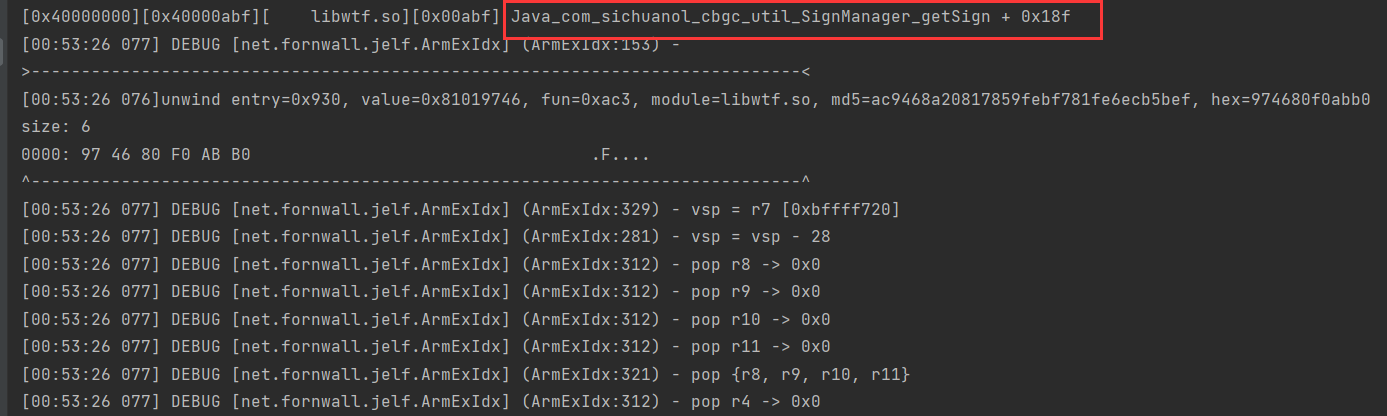 [0x40000000][0x40000abf][    libwtf.so][0x00abf] Java_com_sichuanol_cbgc_util_SignManager_getSign + 0x18f
[00:53:26 077] DEBUG [net.fornwall.jelf.ArmExIdx] (ArmExIdx:153) -
>-----------------------------------------------------------------------------<
[00:53:26 076]unwind entry=0x930, value=0x81019746, fun=0xac3, module=libwtf.so, md5=ac9468a20817859febf781fe6ecb5bef, hex=974680f0abb0
size: 6
0000: 97 46 80 F0 AB B0                                  .F....
^-----------------------------------------------------------------------------^
[00:53:26 077] DEBUG [net.fornwall.jelf.ArmExIdx] (ArmExIdx:329) - vsp = r7 [0xbffff720]
[00:53:26 077] DEBUG [net.fornwall.jelf.ArmExIdx] (ArmExIdx:281) - vsp = vsp - 28
[00:53:26 077] DEBUG [net.fornwall.jelf.ArmExIdx] (ArmExIdx:312) - pop r8 -> 0x0
[00:53:26 077] DEBUG [net.fornwall.jelf.ArmExIdx] (ArmExIdx:312) - pop r9 -> 0x0
[00:53:26 077] DEBUG [net.fornwall.jelf.ArmExIdx] (ArmExIdx:312) - pop r10 -> 0x0
[00:53:26 077] DEBUG [net.fornwall.jelf.ArmExIdx] (ArmExIdx:312) - pop r11 -> 0x0
[00:53:26 077] DEBUG [net.fornwall.jelf.ArmExIdx] (ArmExIdx:321) - pop {r8, r9, r10, r11}
[00:53:26 077] DEBUG [net.fornwall.jelf.ArmExIdx] (ArmExIdx:312) - pop r4 -> 0x0